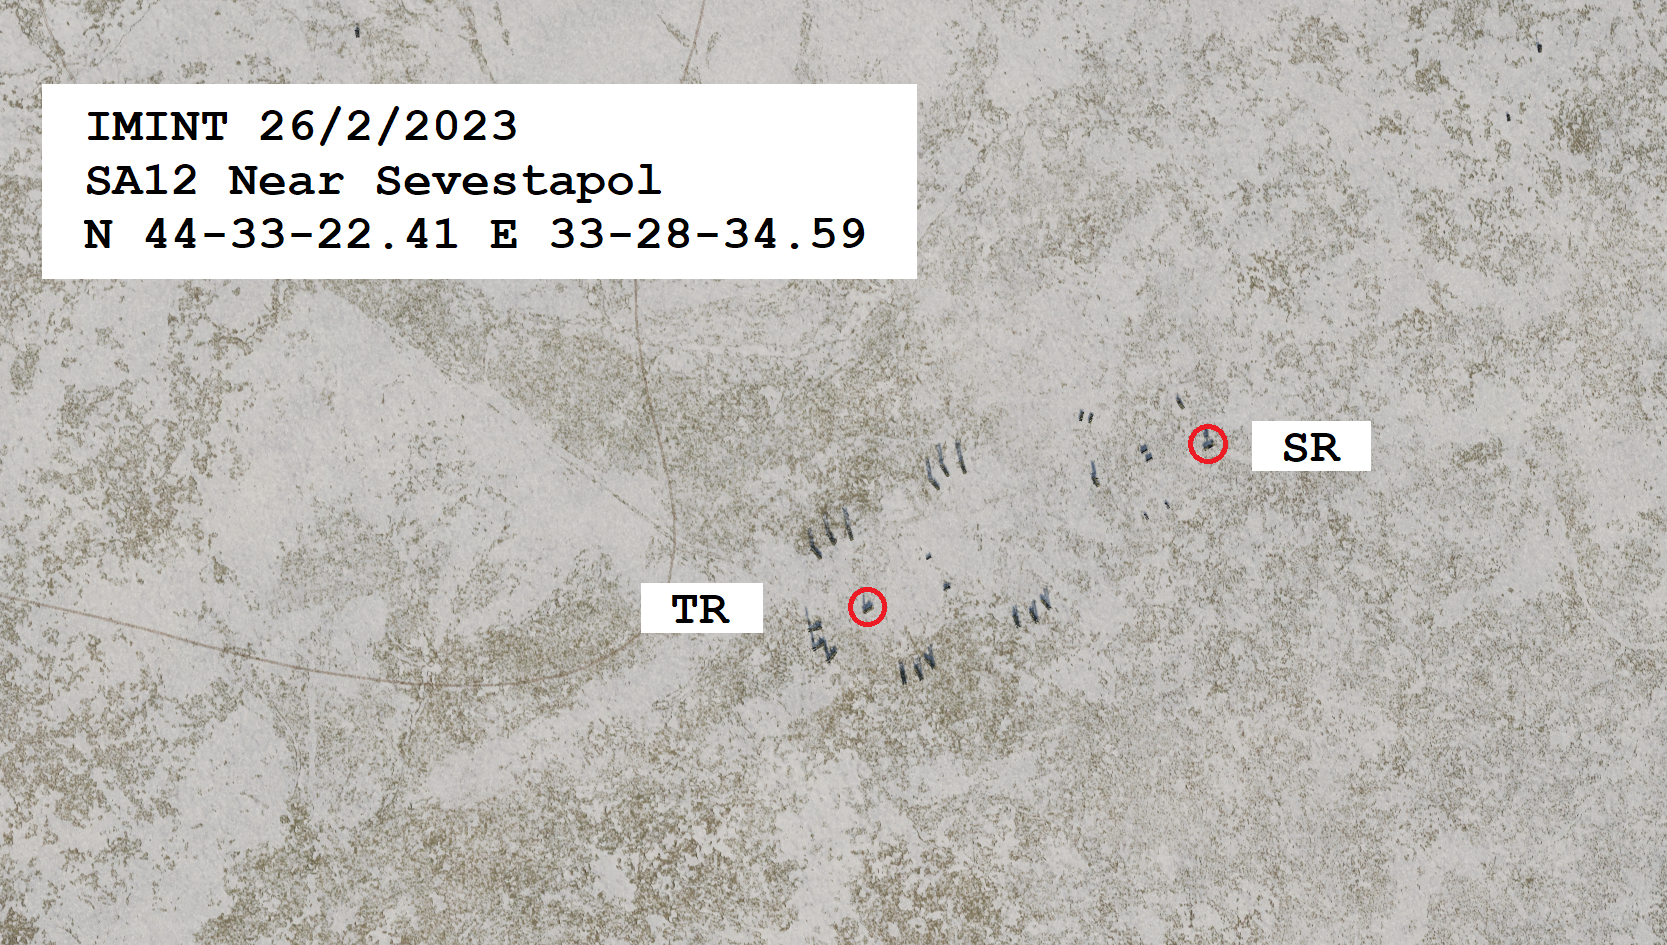 IMINT 26/2/2023
SA12 Near Sevestapol
N 44-33-22.41 E 33-28-34.59
SR
TR